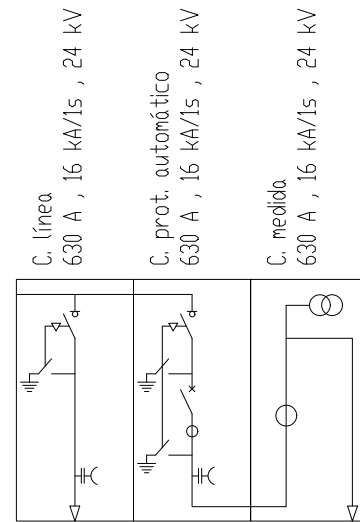 C. línea
630 A , 16 kA/1s , 24 kV
C. prot. automático
630 A , 16 kA/1s , 24 kV
C. medida
630 A , 16 kA/1s , 24 kV